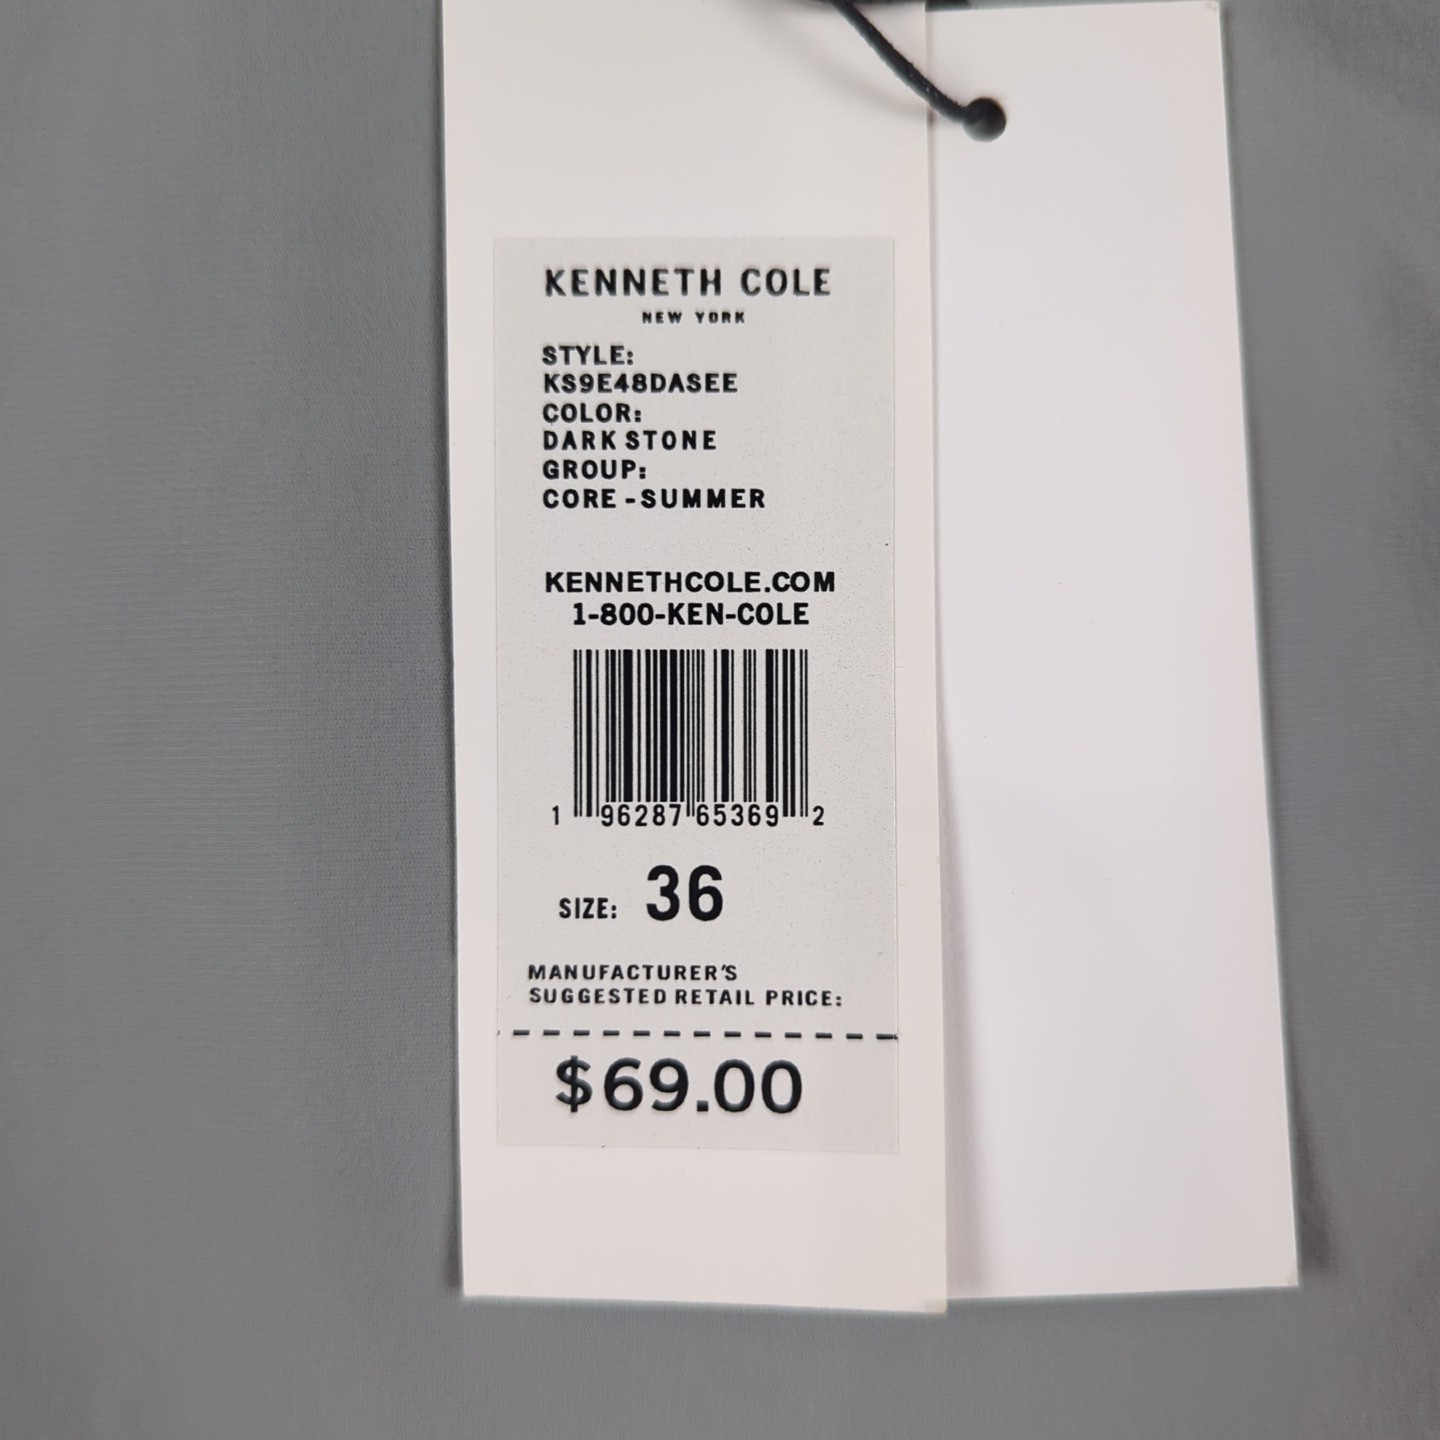 KENNETH COLE
NEW YORK
STYLE:
KS9E48DASEE
COLOR:
DARK STONE
GROUP:
CORE - SUMMER
KENNETHCOLE.COM
1-800-KEN-COLE
1 96287 65369 2
SIZE: 36
MANUFACTURER'S
SUGGESTED RETAIL PRICE:
$69.00